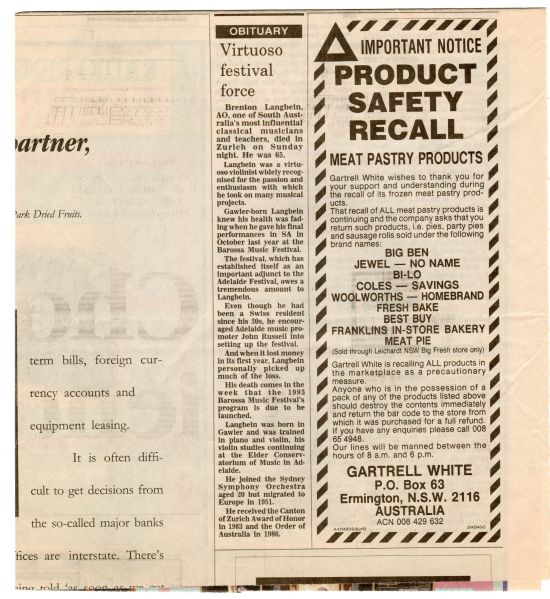 partner,
Park Dried Fruits.
term bills, foreign cur-
rency accounts and
equipment leasing.
It is often diffi-
cult to get decisions from
the so-called major banks
fices are interstate. There's
OBITUARY
Virtuoso
festival
force
Brenton Langbein,
AO, one of South Aust-
ralia's most influential
classical musicians
and teachers, died in
Zurich on Sunday
night. He was 65.
Langbein was a virtu-
oso violinist widely recog-
nised for the passion and
enthusiasm with which
he took on many musical
projects.
Gawler-born Langbein
knew his health was fad-
ing when he gave his final
performances in SA in
October last year at the
Barossa Music Festival.
The festival, which has
established itself as an
important adjunct to the
Adelaide Festival, owes a
tremendous amount to
Langbein.
Even though he had
been a Swiss resident
since his 20s, he encour-
aged Adelaide music pro-
moter John Russell into
setting up the festival.
And when it lost money
in its first year, Langbein
personally picked up
much of the loss.
His death comes in the
week that the 1993
Barossa Music Festival's
program is due to be
launched.
Langbein was born in
Gawler and was trained
in piano and violin, his
violin studies continuing
at the Elder Conserv-
atorium of Music in Ad-
elaide.
He joined the Sydney
Symphony Orchestra
aged 20 but migrated to
Europe in 1951.
He received the Canton
of Zurich Award of Honor
in 1983 and the Order of
Australia in 1986.
IMPORTANT NOTICE
PRODUCT
SAFETY
RECALL
MEAT PASTRY PRODUCTS
Gartrell White wishes to thank you for
your support and understanding during
the recall of its frozen meat pastry prod-
ucts.
That recall of ALL meat pastry products is
continuing and the company asks that you
return such products, i.e. pies, party pies
and sausage rolls sold under the following
brand names:
BIG BEN
JEWEL — NO NAME
BI-LO
COLES — SAVINGS
WOOLWORTHS — HOMEBRAND
FRESH BAKE
BEST BUY
FRANKLINS IN-STORE BAKERY
MEAT PIE
(Sold through Leichardt NSW Big Fresh store only)
Gartrell White is recalling ALL products in
the marketplace as a precautionary
measure.
Anyone who is in the possession of a
pack of any of the products listed above
should destroy the contents immediately
and return the bar code to the store from
which it was purchased for a full refund.
If you have any enquiries please call 008
65 4948.
Our lines will be manned between the
hours of 8 a.m. and 6 p.m.
GARTRELL WHITE
P.O. Box 63
Ermington, N.S.W. 2116
AUSTRALIA
ACN 008 429 632